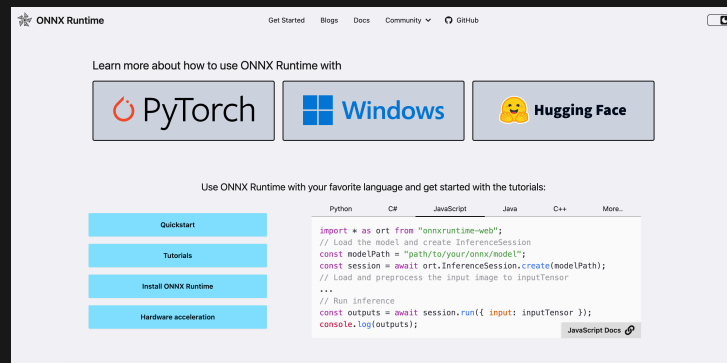 ONNX Runtime
Get Started Blogs Docs Community GitHub
Learn more about how to use ONNX Runtime with
PyTorch
Windows
Hugging Face
Use ONNX Runtime with your favorite language and get started with the tutorials:
Quickstart
Tutorials
Install ONNX Runtime
Hardware acceleration
Python C# JavaScript Java C++ More..
import * as ort from "onnxruntime-web";
// Load the model and create InferenceSession
const modelPath = "path/to/your/onnx/model";
const session = await ort.InferenceSession.create(modelPath);
// Load and preprocess the input image to inputTensor
...
// Run inference
const outputs = await session.run({ input: inputTensor });
console.log(outputs);
JavaScript Docs